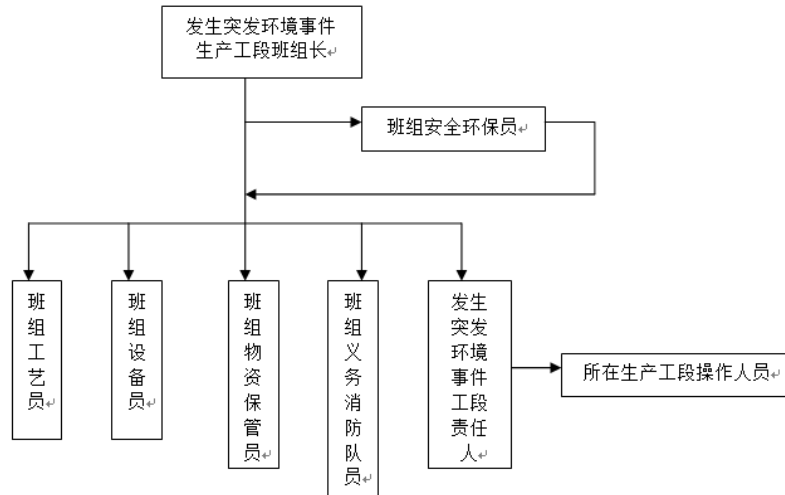 发生突发环境事件
生产工段班组长
班组安全环保员
班组工艺员
班组设备员
班组物资保管员
班组义务消防队员
发生
突发
环境
事件
工段
责任
人
所在生产工段操作人员